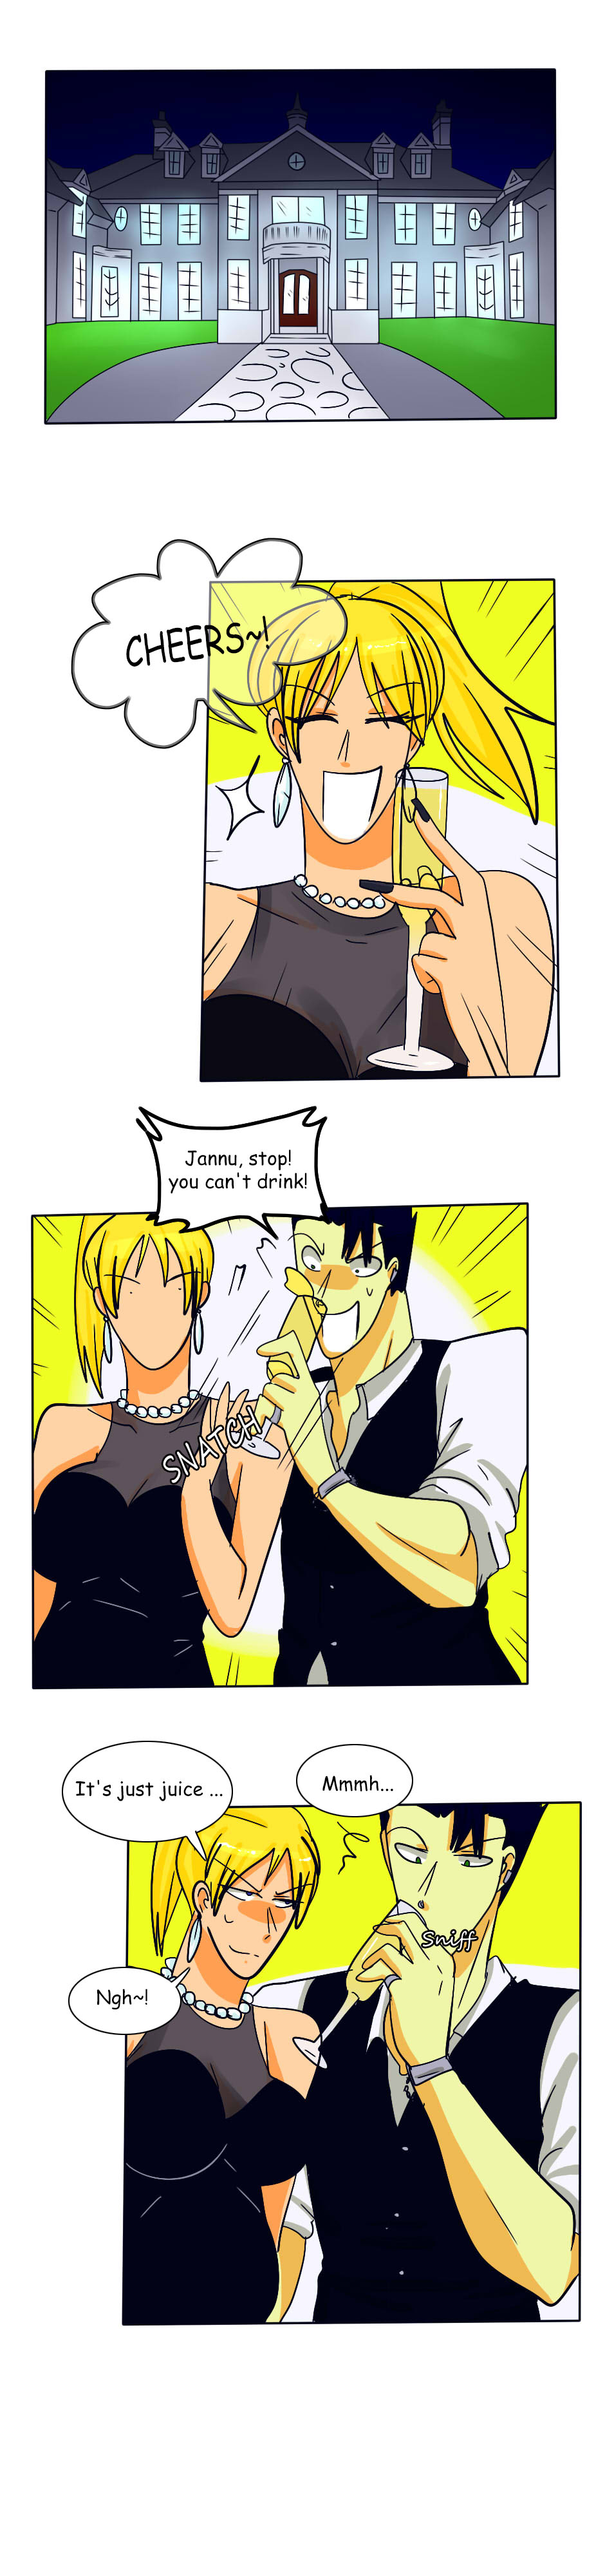 CHEERS~!
Jannu, stop!
you can't drink!
SNATCH
It's just juice ...
Mmmh...
Sniff
Ngh~!